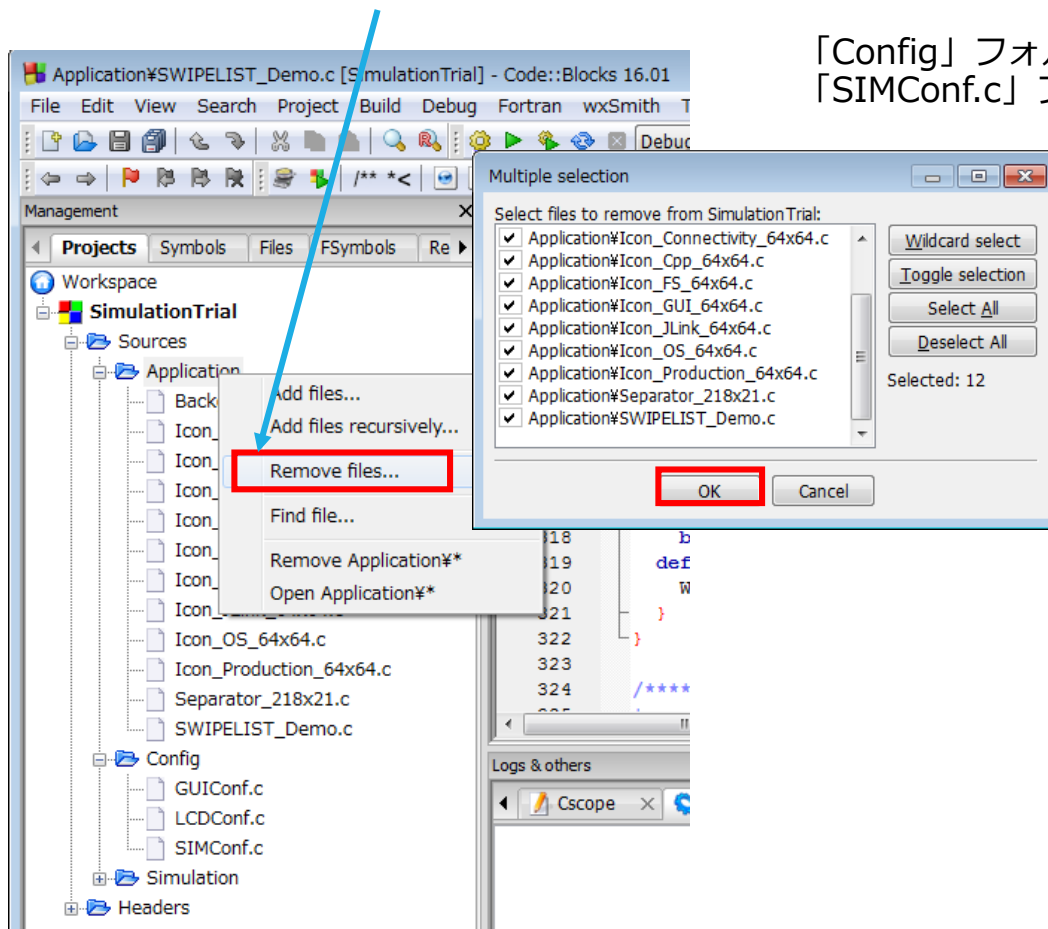 「Config」フォ
「SIMConf.c」
Application¥SWIPELIST_Demo.c [SimulationTrial] - Code::Blocks 16.01
File Edit View Search Project Build Debug Fortran wxSmith
Debug
/** *<
Management
Projects Symbols Files FSymbols Re
Workspace
SimulationTrial
Sources
Application
Back
Icon_
Icon_
Icon_
Icon_
Icon_
Icon_
Icon_
Icon_OS_64x64.c
Icon_Production_64x64.c
Separator_218x21.c
SWIPELIST_Demo.c
Config
GUIConf.c
LCDConf.c
SIMConf.c
Simulation
Headers
Add files...
Add files recursively...
Remove files...
Find file...
Remove Application¥*
Open Application¥*
Multiple selection
Select files to remove from SimulationTrial:
Application¥Icon_Connectivity_64x64.c
Application¥Icon_Cpp_64x64.c
Application¥Icon_FS_64x64.c
Application¥Icon_GUI_64x64.c
Application¥Icon_JLink_64x64.c
Application¥Icon_OS_64x64.c
Application¥Icon_Production_64x64.c
Application¥Separator_218x21.c
Application¥SWIPELIST_Demo.c
Wildcard select
Toggle selection
Select All
Deselect All
Selected: 12
OK Cancel
318 b
319 def
320 W
321 }
322 }
323
324 /****
Logs & others
Cscope